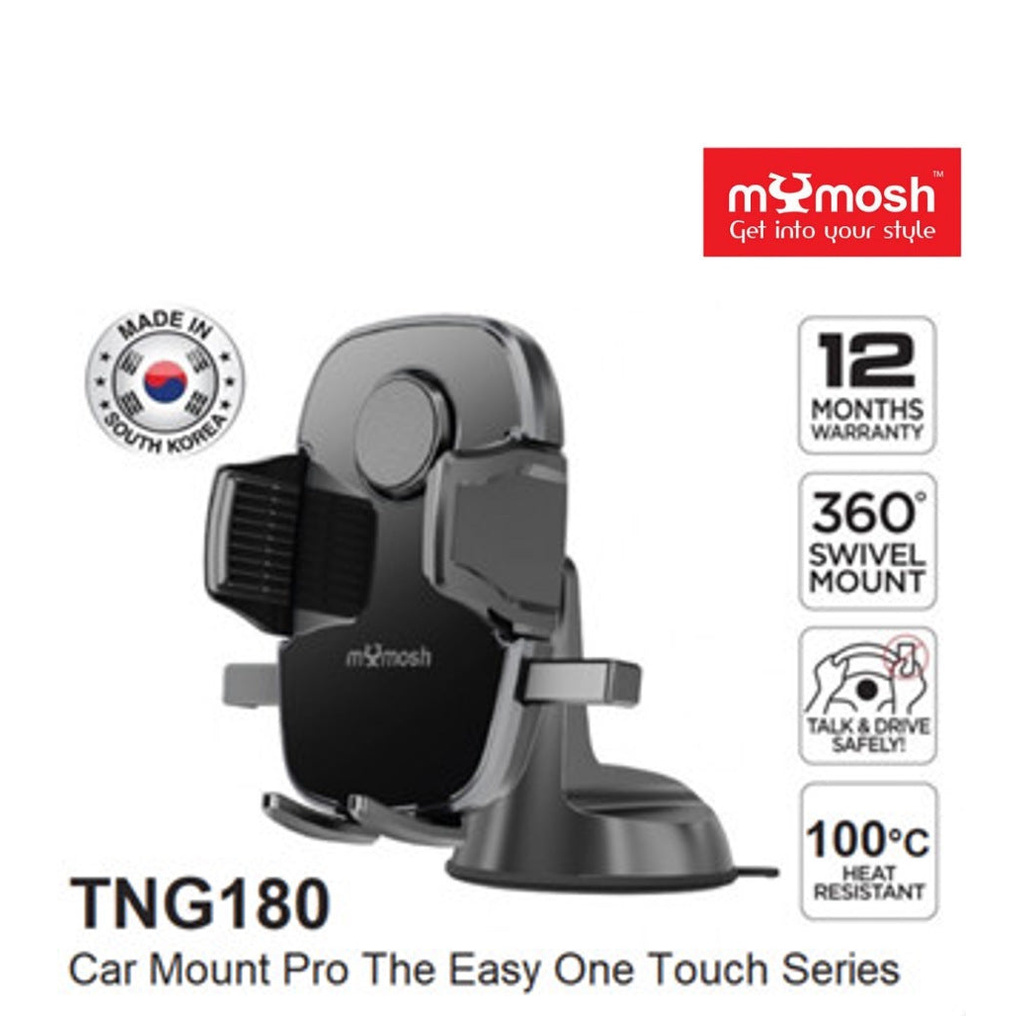 mymosh™
Get into your style
MADE IN
SOUTH KOREA
12
MONTHS
WARRANTY
360°
SWIVEL
MOUNT
mymosh
TALK & DRIVE
SAFELY!
100°C
HEAT
RESISTANT
TNG180
Car Mount Pro The Easy One Touch Series